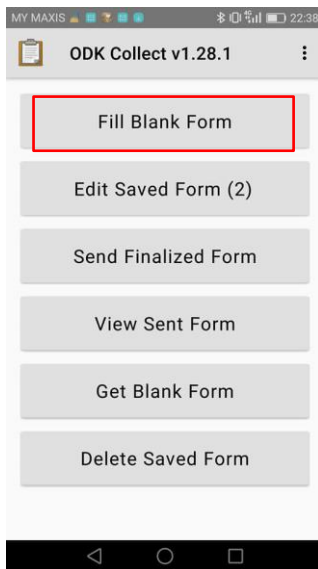 MY MAXIS 4G 22:38
ODK Collect v1.28.1
Fill Blank Form
Edit Saved Form (2)
Send Finalized Form
View Sent Form
Get Blank Form
Delete Saved Form